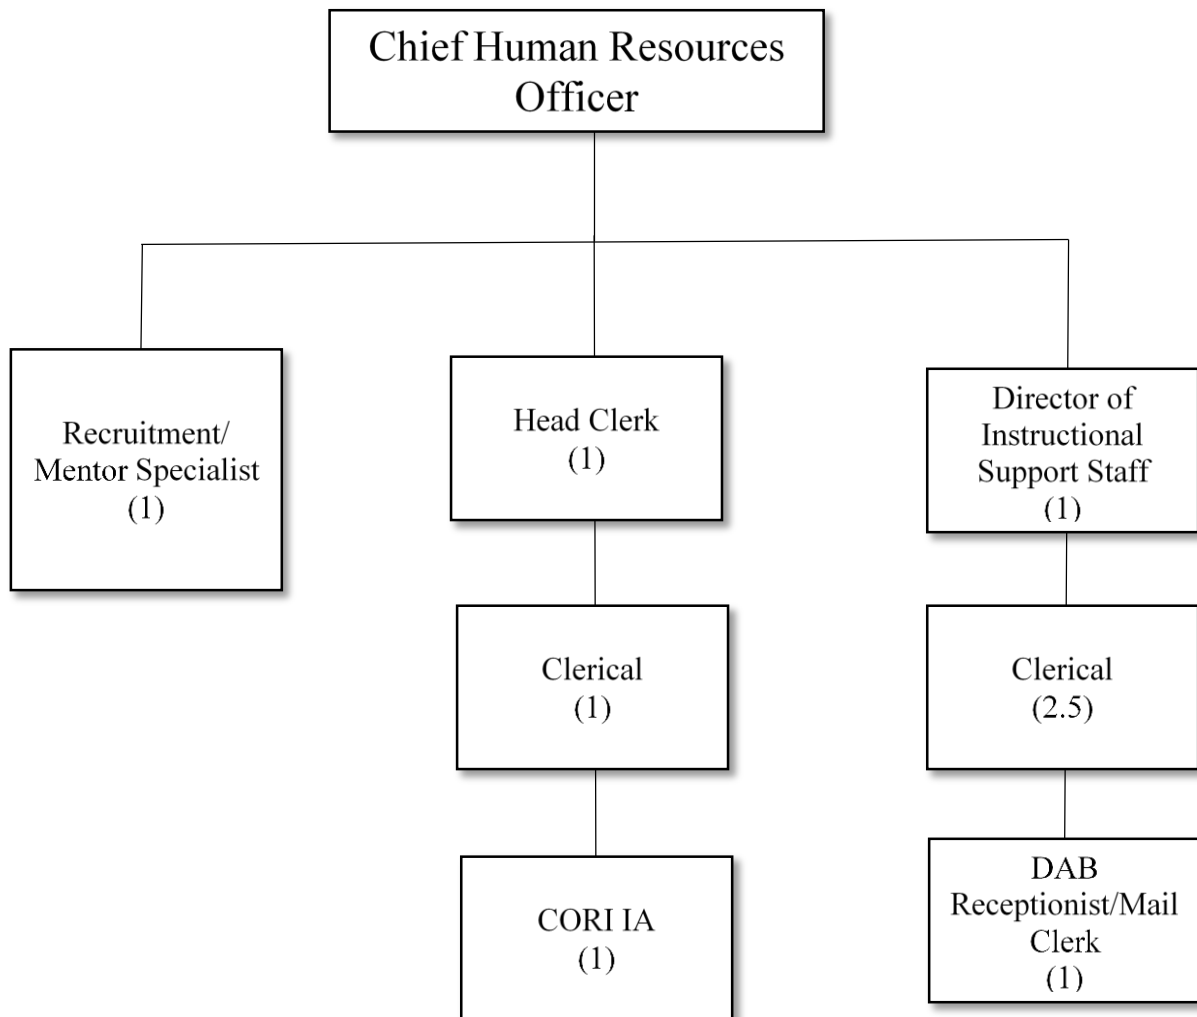 Chief Human Resources
Officer
Recruitment/
Mentor Specialist
(1)
Head Clerk
(1)
Director of
Instructional
Support Staff
(1)
Clerical
(1)
Clerical
(2.5)
CORI IA
(1)
DAB
Receptionist/Mail
Clerk
(1)